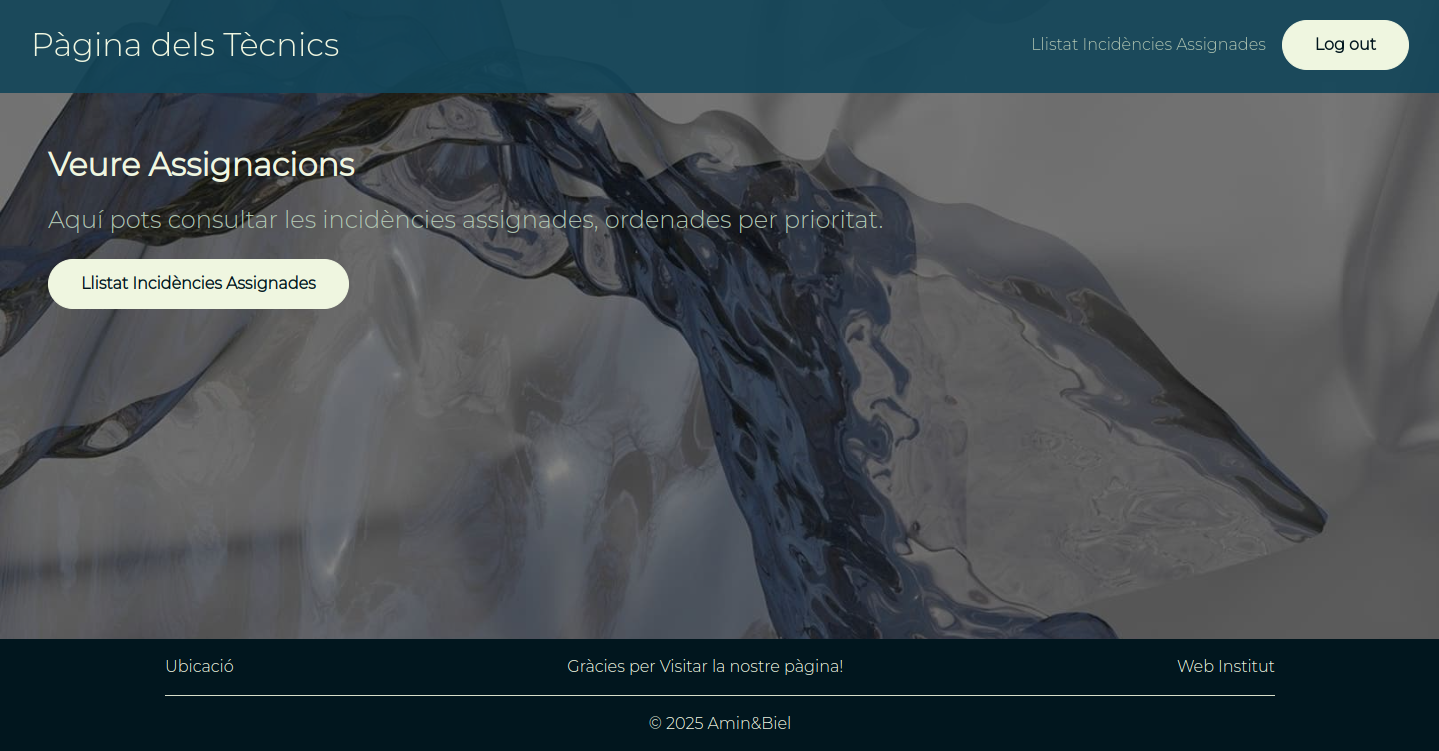 Pàgina dels Tècnics
Llistat Incidències Assignades
Log out
Veure Assignacions
Aquí pots consultar les incidències assignades, ordenades per prioritat.
Llistat Incidències Assignades
Ubicació
Gràcies per Visitar la nostre pàgina!
Web Institut
© 2025 Amin&Biel